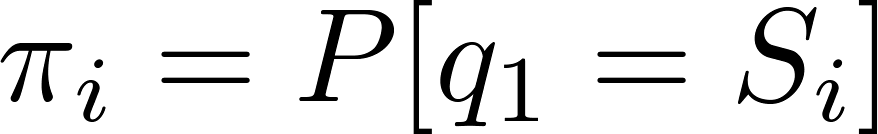 π_i = P[q_1 = S_i]